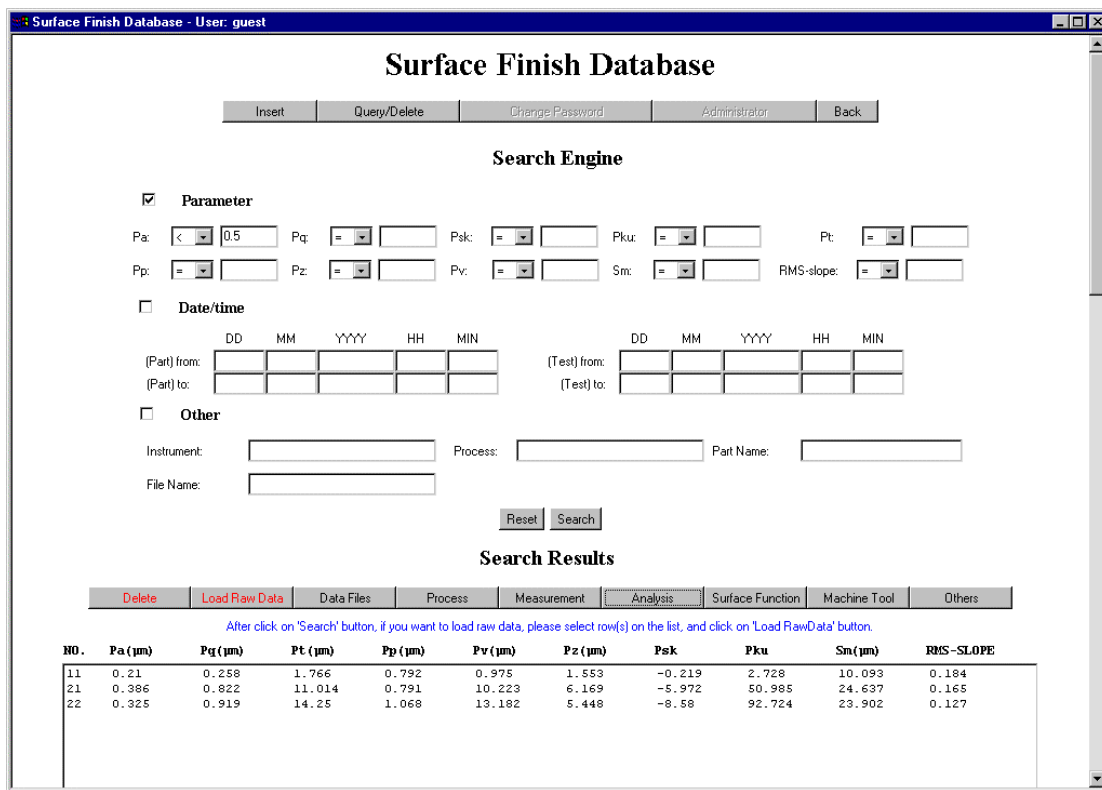 Surface Finish Database - User: guest
Surface Finish Database
Insert Query/Delete Change Password Administrator Back
Search Engine
Parameter
Pa: < 0.5 Pq: = Psk: = Pku: = Pt: =
Pp: = Pz: = Pv: = Sm: = RMS-slope: =
Date/time
DD MM YYYY HH MIN DD MM YYYY HH MIN
(Part) from: (Test) from:
(Part) to: (Test) to:
Other
Instrument: Process: Part Name:
File Name:
Reset Search
Search Results
Delete Load Raw Data Data Files Process Measurement Analysis Surface Function Machine Tool Others
After click on 'Search' button, if you want to load raw data, please select row(s) on the list, and click on 'Load RawData' button.
NO. Pa(µm) Pq(µm) Pt(µm) Pp(µm) Pv(µm) Pz(µm) Psk Pku Sm(µm) RMS-SLOPE
11 0.21 0.258 1.766 0.792 0.975 1.553 -0.219 2.728 10.093 0.184
21 0.386 0.822 11.014 0.791 10.223 6.169 -5.972 50.985 24.637 0.165
22 0.325 0.919 14.25 1.068 13.182 5.448 -8.58 92.724 23.902 0.127